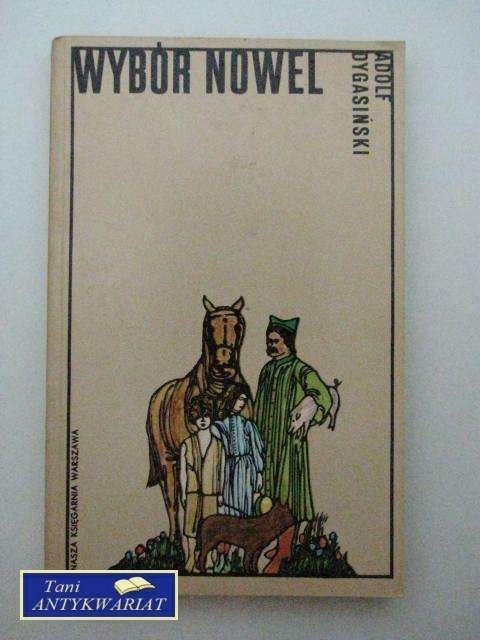 WYBÓR NOWEL
ADOLF
DYGASIŃSKI
NASZA KSIĘGARNIA WARSZAWA
Tani
ANTYKWARIAT